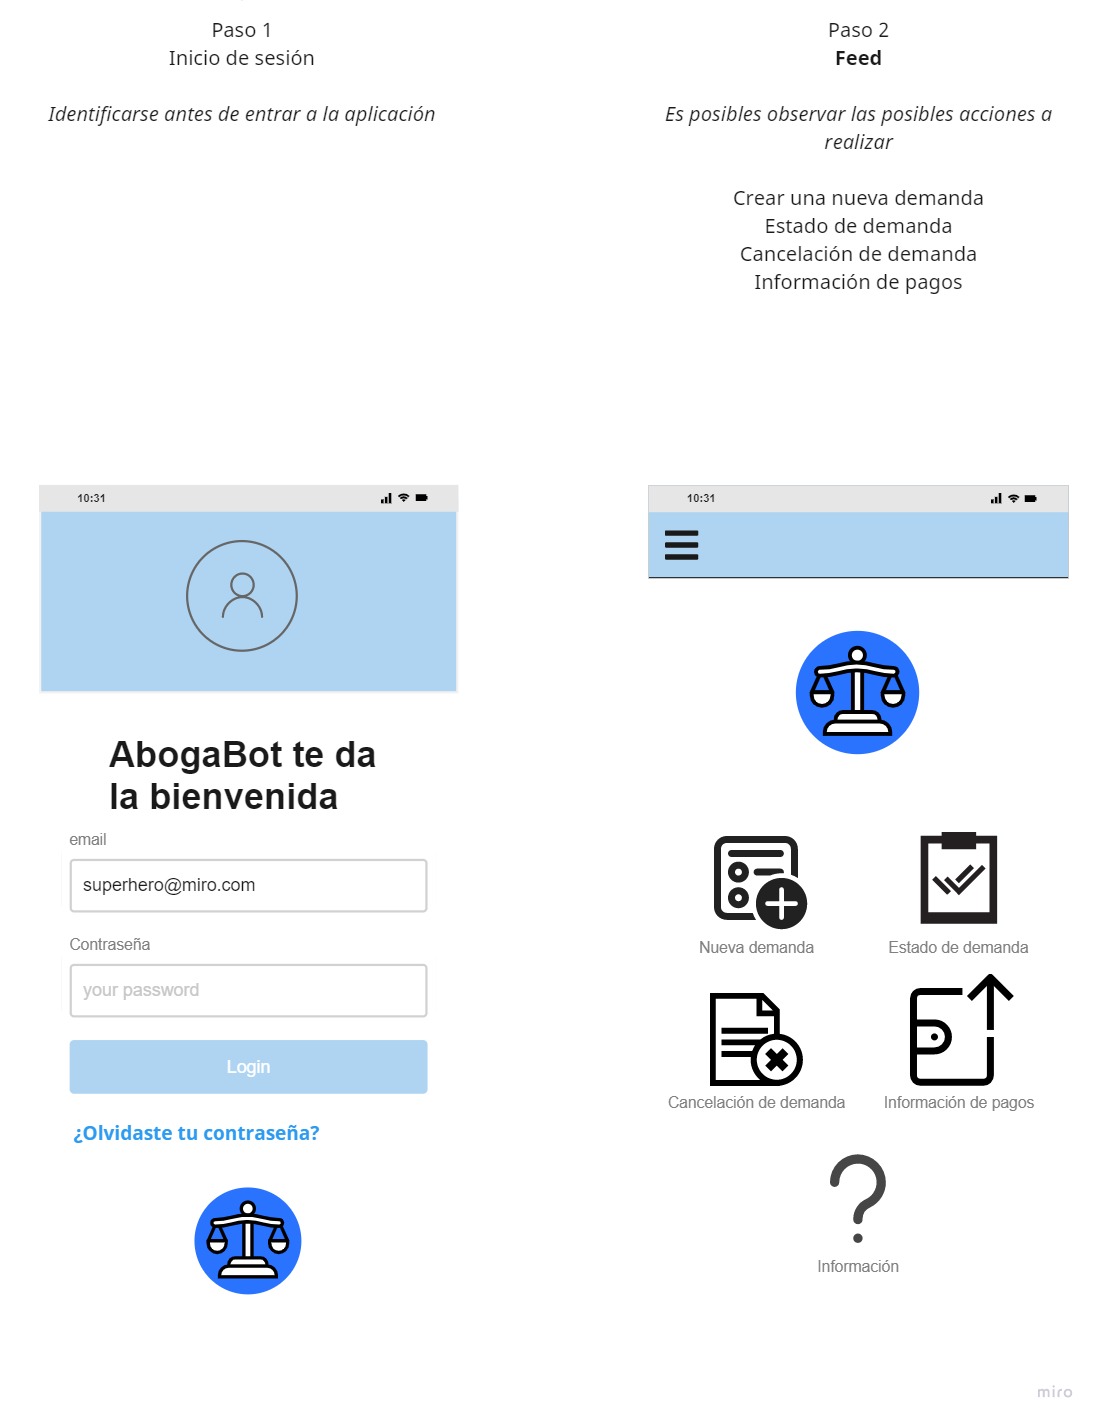 Paso 1
Inicio de sesión
Identificarse antes de entrar a la aplicación
Paso 2
Feed
Es posibles observar las posibles acciones a
realizar
Crear una nueva demanda
Estado de demanda
Cancelación de demanda
Información de pagos
10:31
AbogaBot te da
la bienvenida
email
superhero@miro.com
Contraseña
your password
Login
¿Olvidaste tu contraseña?
10:31
Nueva demanda
Estado de demanda
Cancelación de demanda
Información de pagos
Información
miro